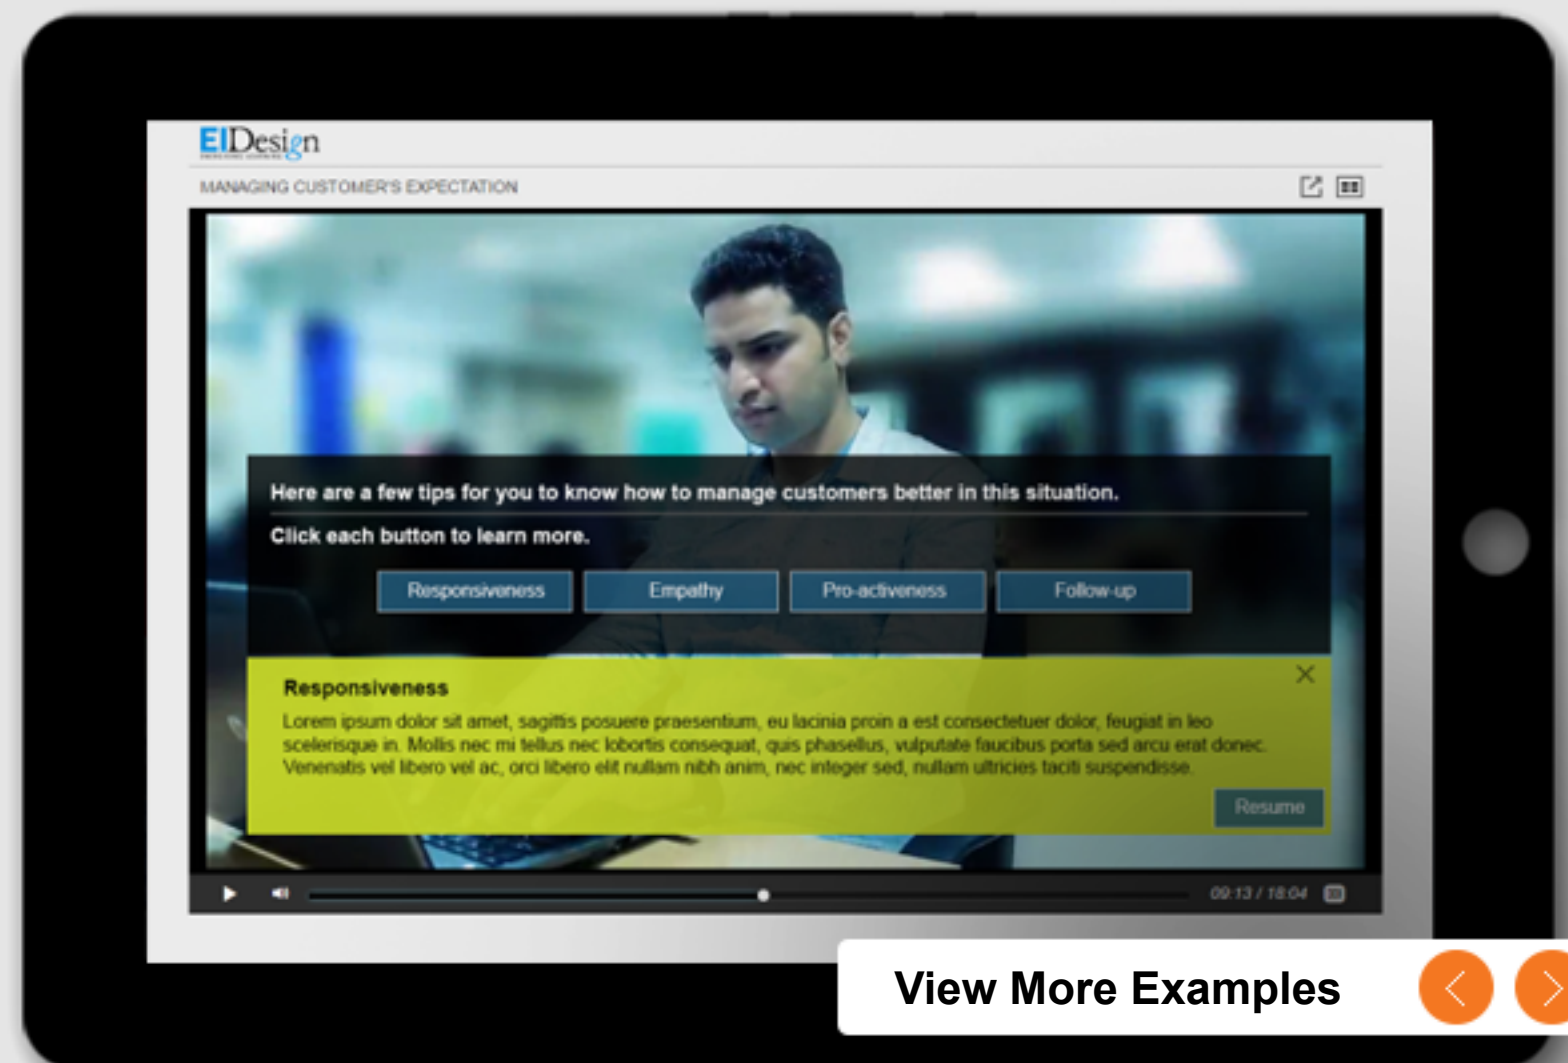 EIDesign
MANAGING CUSTOMER'S EXPECTATION
Here are a few tips for you to know how to manage customers better in this situation.
Click each button to learn more.
Responsiveness
Empathy
Pro-activeness
Follow-up
Responsiveness
Lorem ipsum dolor sit amet, sagittis posuere praesentium, eu lacinia proin a est consectetuer dolor, feugiat in leo
scelerisque in. Mollis nec mi tellus nec lobortis consequat, quis phasellus, vulputate faucibus porta sed arcu erat donec.
Venenatis vel libero vel ac, orci libero elit nullam nibh anim, nec integer sed, nullam ultricies taciti suspendisse.
Resume
09:13 / 18:04
View More Examples